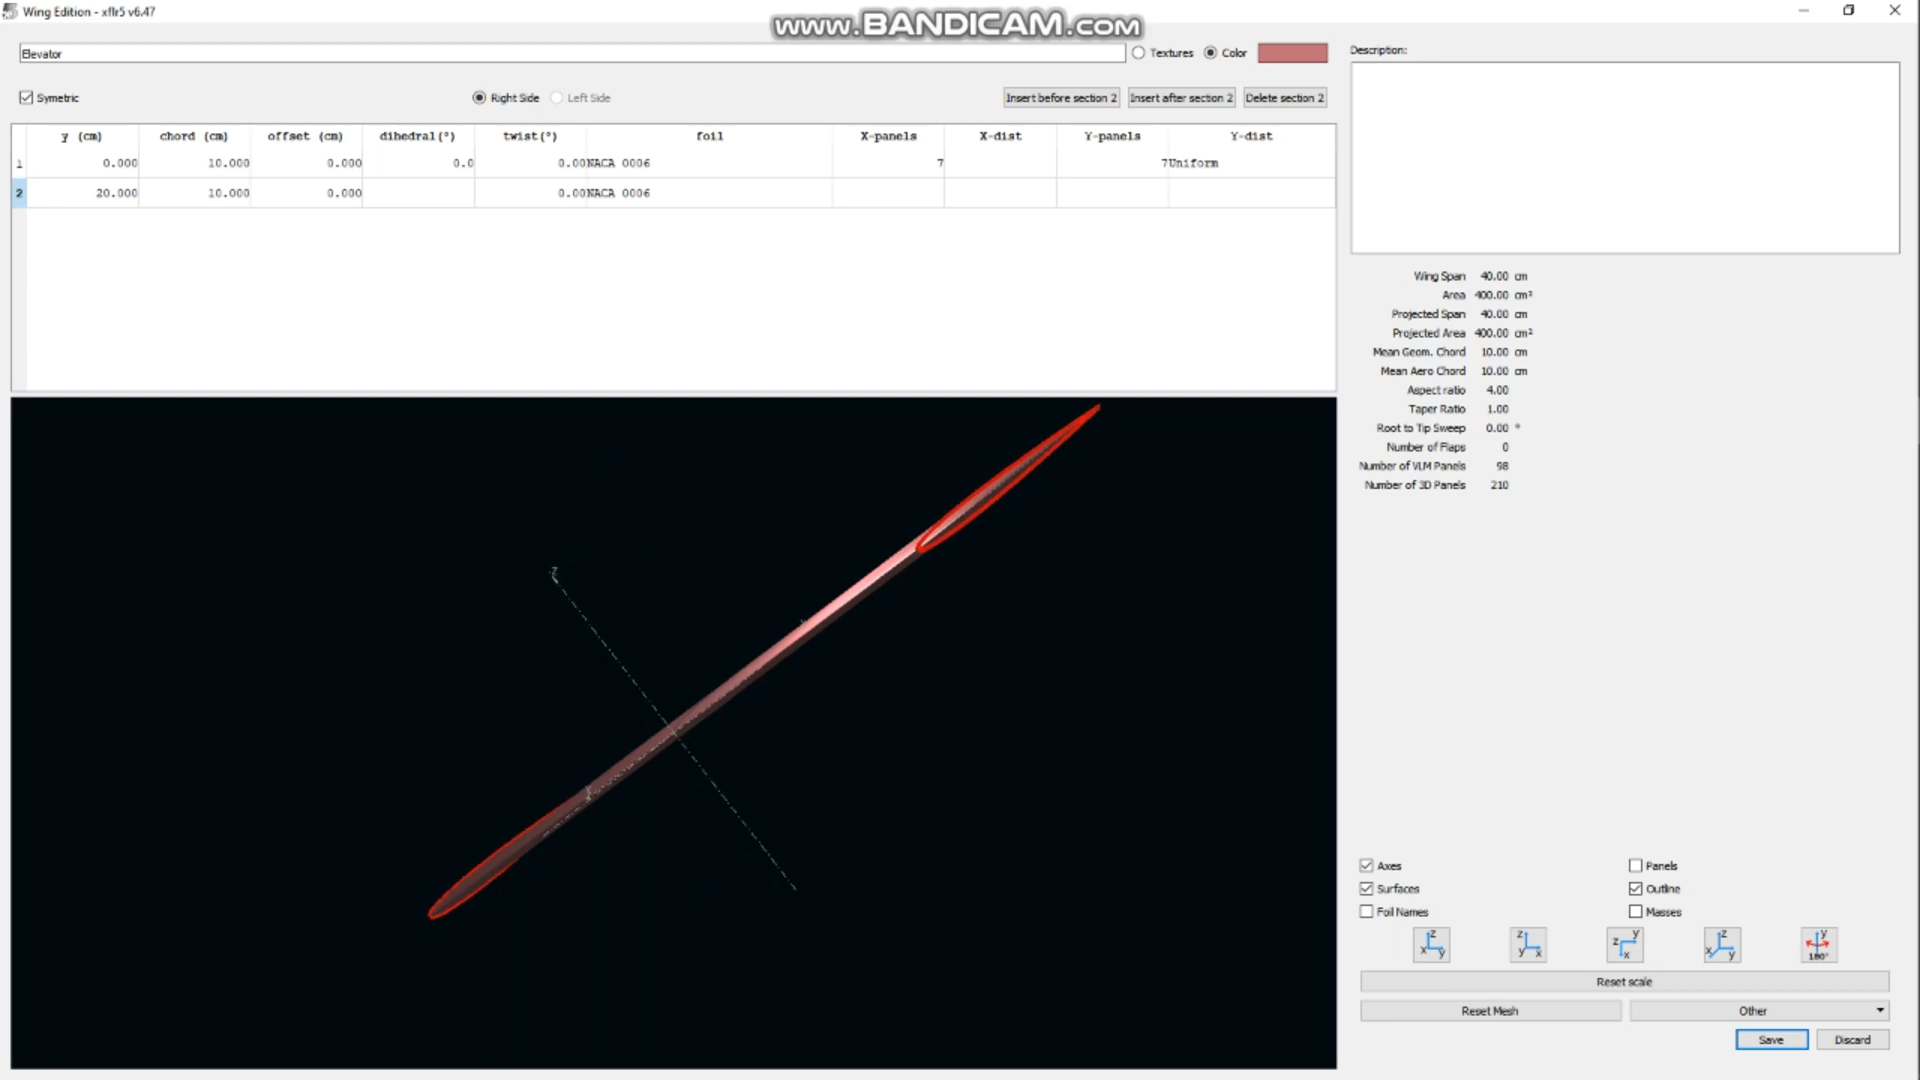 Wing Edition - xflr5 v6.47
www.BANDICAM.com
Elevator
Textures Color
Description:
Symetric
Right Side Left Side
Insert before section 2 Insert after section 2 Delete section 2
y (cm) chord (cm) offset (cm) dihedral(°) twist(°) foil X-panels X-dist Y-panels Y-dist
1 0.000 10.000 0.000 0.0 0.00 NACA 0006 7 7 Uniform
2 20.000 10.000 0.000 0.00 NACA 0006
Wing Span 40.00 cm
Area 400.00 cm²
Projected Span 40.00 cm
Projected Area 400.00 cm²
Mean Geom. Chord 10.00 cm
Mean Aero Chord 10.00 cm
Aspect ratio 4.00
Taper Ratio 1.00
Root to Tip Sweep 0.00 °
Number of Flaps 0
Number of VLM Panels 98
Number of 3D Panels 210
Z
Axes Panels
Surfaces Outline
Foil Names Masses
z x y z y x y z x z x y y 180°
Reset scale
Reset Mesh Other
Save Discard